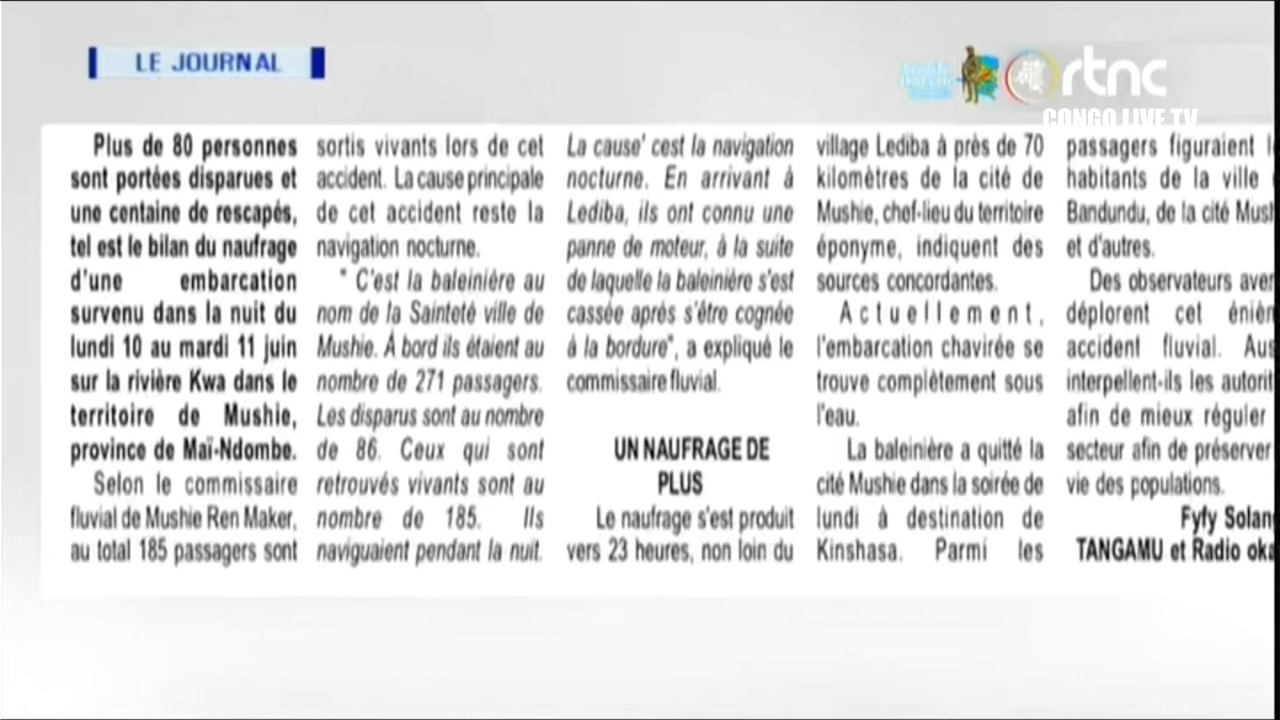 LE JOURNAL
rtnc
CONGO LIVE TV
Plus de 80 personnes
sont portées disparues et
une centaine de rescapés,
tel est le bilan du naufrage
d'une embarcation
survenu dans la nuit du
lundi 10 au mardi 11 juin
sur la rivière Kwa dans le
territoire de Mushie,
province de Maï-Ndombe.
Selon le commissaire
fluvial de Mushie Ren Maker,
au total 185 passagers sont
sortis vivants lors de cet
accident. La cause principale
de cet accident reste la
navigation nocturne.
" C'est la baleinière au
nom de la Sainteté ville de
Mushie. À bord ils étaient au
nombre de 271 passagers.
Les disparus sont au nombre
de 86. Ceux qui sont
retrouvés vivants sont au
nombre de 185. Ils
naviguaient pendant la nuit.
La cause' cest la navigation
nocturne. En arrivant à
Lediba, ils ont connu une
panne de moteur, à la suite
de laquelle la baleinière s'est
cassée après s'être cognée
à la bordure", a expliqué le
commissaire fluvial.
UN NAUFRAGE DE
PLUS
Le naufrage s'est produit
vers 23 heures, non loin du
village Lediba à près de 70
kilomètres de la cité de
Mushie, chef-lieu du territoire
éponyme, indiquent des
sources concordantes.
Actuellement,
l'embarcation chavirée se
trouve complètement sous
l'eau.
La baleinière a quitté la
cité Mushie dans la soirée de
lundi à destination de
Kinshasa. Parmi les
passagers figuraient
habitants de la ville
Bandundu, de la cité Mush
et d'autres.
Des observateurs aver
déplorent cet éniè
accident fluvial. Aus
interpellent-ils les autorit
afin de mieux réguler
secteur afin de préserver
vie des populations.
Fyfy Solang
TANGAMU et Radio oka